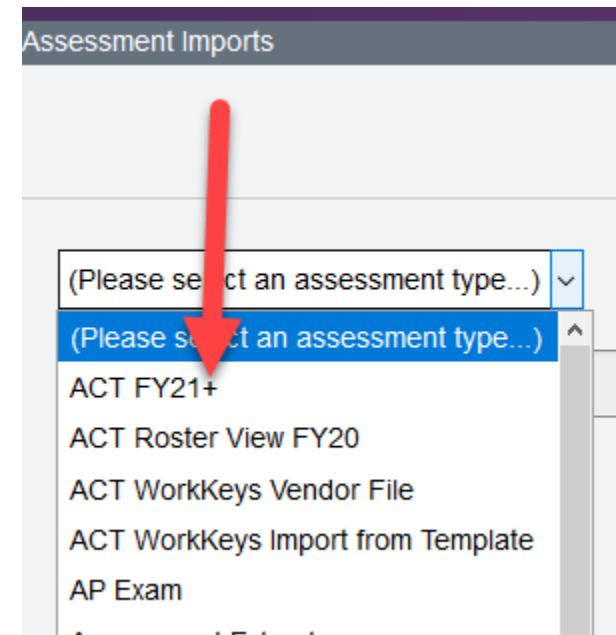 Assessment Imports
(Please select an assessment type...)
(Please select an assessment type...)
ACT FY21+
ACT Roster View FY20
ACT WorkKeys Vendor File
ACT WorkKeys Import from Template
AP Exam